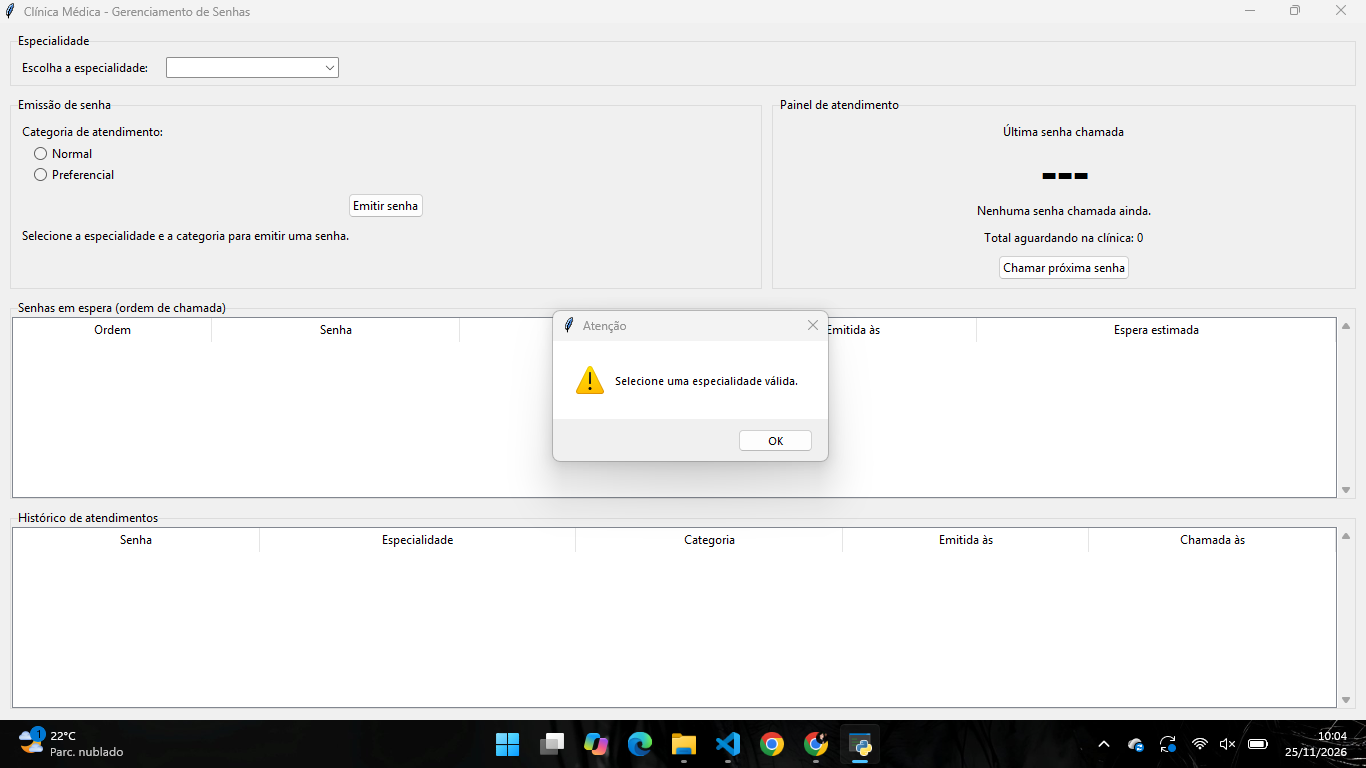 Clínica Médica - Gerenciamento de Senhas
Especialidade
Escolha a especialidade:
Emissão de senha
Categoria de atendimento:
Normal
Preferencial
Emitir senha
Selecione a especialidade e a categoria para emitir uma senha.
Painel de atendimento
Última senha chamada
---
Nenhuma senha chamada ainda.
Total aguardando na clínica: 0
Chamar próxima senha
Senhas em espera (ordem de chamada)
Ordem Senha Emitida às Espera estimada
Atenção
Selecione uma especialidade válida.
OK
Histórico de atendimentos
Senha Especialidade Categoria Emitida às Chamada às
1
22°C
Parc. nublado
10:04
25/11/2026